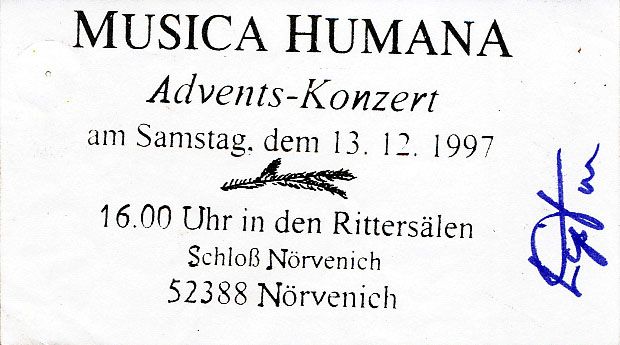 MUSICA HUMANA
Advents-Konzert
am Samstag, dem 13. 12. 1997
16.00 Uhr in den Rittersälen
Schloß Nörvenich
52388 Nörvenich